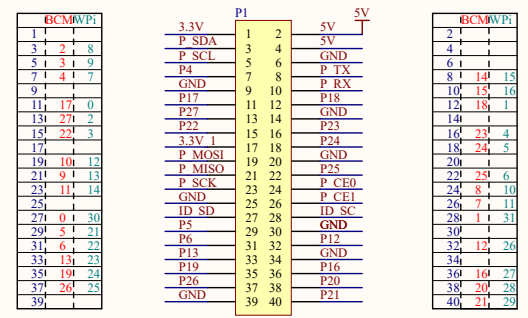 BCM WPi
1
3 2 8
5 3 9
7 4 7
9
11 17 0
13 27 2
15 22 3
17
19 10 12
21 9 13
23 11 14
25
27 0 30
29 5 21
31 6 22
33 13 23
35 19 24
37 26 25
39
P1
5V
3.3V 1 2 5V
P_SDA 3 4 5V
P_SCL 5 6 GND
P4 7 8 P_TX
GND 9 10 P_RX
P17 11 12 P18
P27 13 14 GND
P22 15 16 P23
3.3V_1 17 18 P24
P_MOSI 19 20 GND
P_MISO 21 22 P25
P_SCK 23 24 P_CE0
GND 25 26 P_CE1
ID_SD 27 28 ID_SC
P5 29 30 GND
P6 31 32 P12
P13 33 34 GND
P19 35 36 P16
P26 37 38 P20
GND 39 40 P21
BCM WPi
2
4
6
8 14 15
10 15 16
12 18 1
14
16 23 4
18 24 5
20
22 25 6
24 8 10
26 7 11
28 1 31
30
32 12 26
34
36 16 27
38 20 28
40 21 29